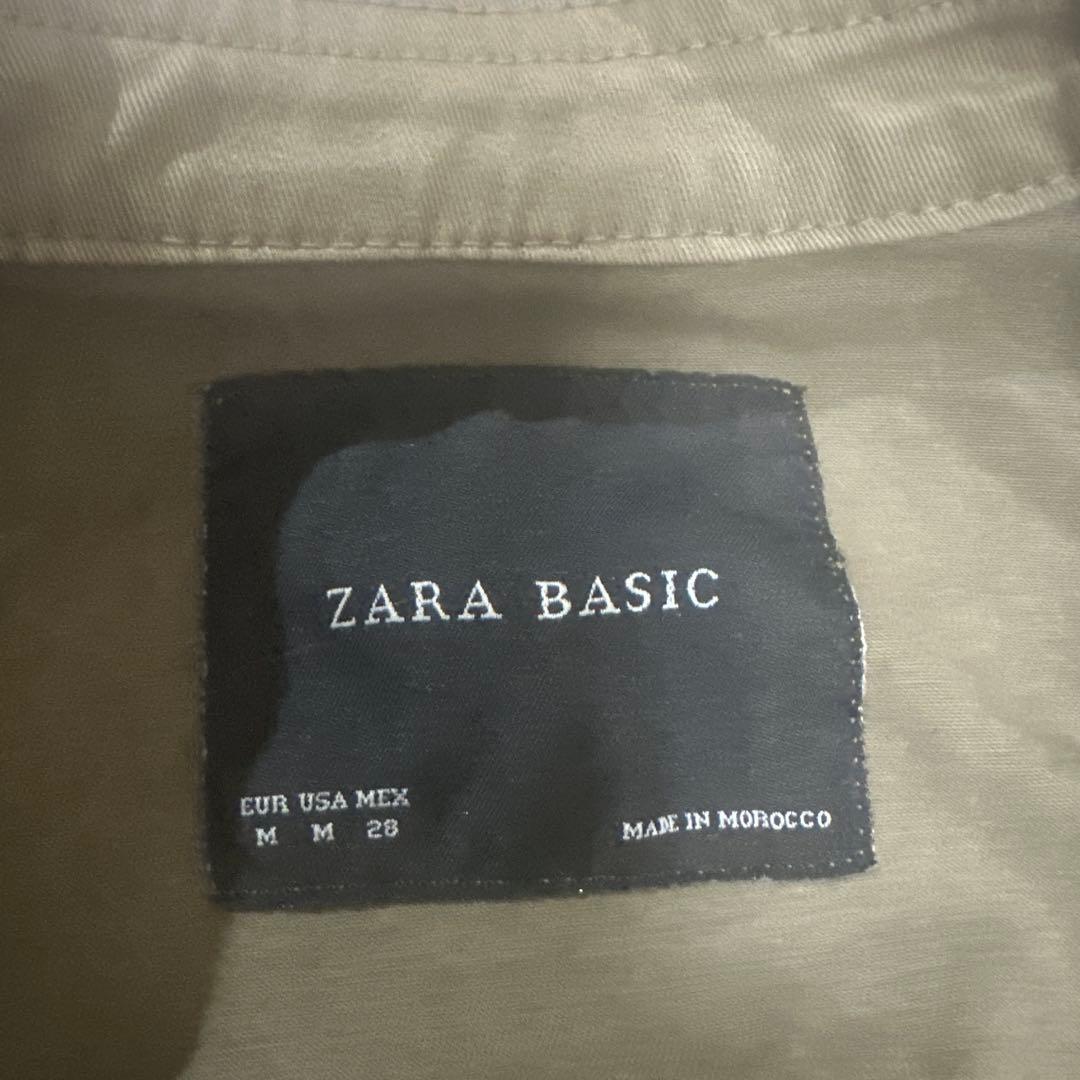 ZARA BASIC
EUR USA MEX
M M 28
MADE IN MOROCCO